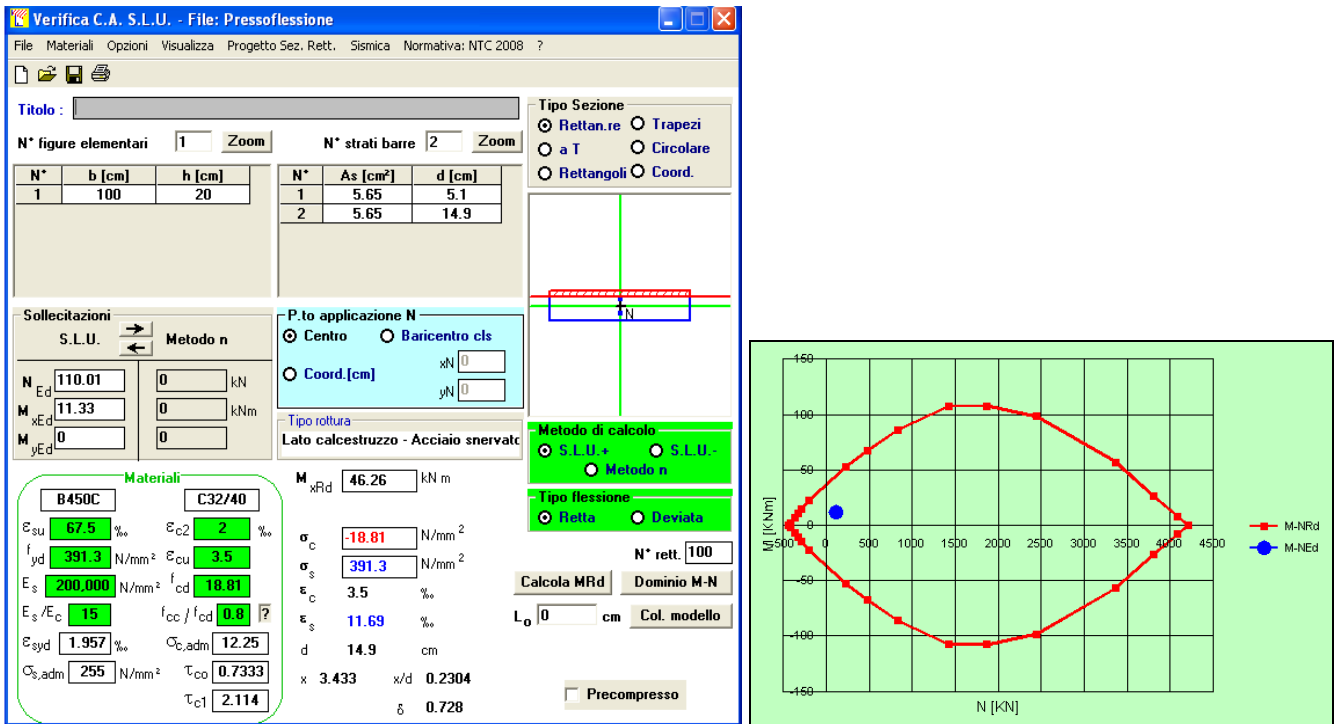 Verifica C.A. S.L.U. - File: Pressoflessione
File Materiali Opzioni Visualizza Progetto Sez. Rett. Sismica Normativa: NTC 2008 ?
Titolo :
N° figure elementari 1 Zoom
N° strati barre 2 Zoom
N° b [cm] h [cm]
1 100 20
N° As [cm²] d [cm]
1 5.65 5.1
2 5.65 14.9
Tipo Sezione
Rettan.re Trapezi
a T Circolare
Rettangoli Coord.
N
Sollecitazioni
S.L.U. Metodo n
N Ed 110.01 0 kN
M xEd 11.33 0 kNm
M yEd 0 0
P.to applicazione N
Centro Baricentro cls
Coord.[cm]
xN 0
yN 0
Tipo rottura
Lato calcestruzzo - Acciaio snervato
Metodo di calcolo
S.L.U.+ S.L.U.-
Metodo n
Tipo flessione
Retta Deviata
N° rett. 100
Calcola MRd Dominio M-N
L₀ 0 cm Col. modello
Precompresso
Materiali
B450C C32/40
εsu 67.5 ‰ εc2 2 ‰
fyd 391.3 N/mm² εcu 3.5
Es 200,000 N/mm² fcd 18.81
Es/Ec 15 fcc / fcd 0.8 ?
εsyd 1.957 ‰ σc,adm 12.25
σs,adm 255 N/mm² τco 0.7333
τc1 2.114
M xRd 46.26 kN m
σc -18.81 N/mm²
σs 391.3 N/mm²
εc 3.5 ‰
εs 11.69 ‰
d 14.9 cm
x 3.433 x/d 0.2304
δ 0.728
M [KNm]
150
100
50
0
-50
-100
-150
-500 0 500 1000 1500 2000 2500 3000 3500 4000 4500
N [KN]
M-NRd
M-NEd